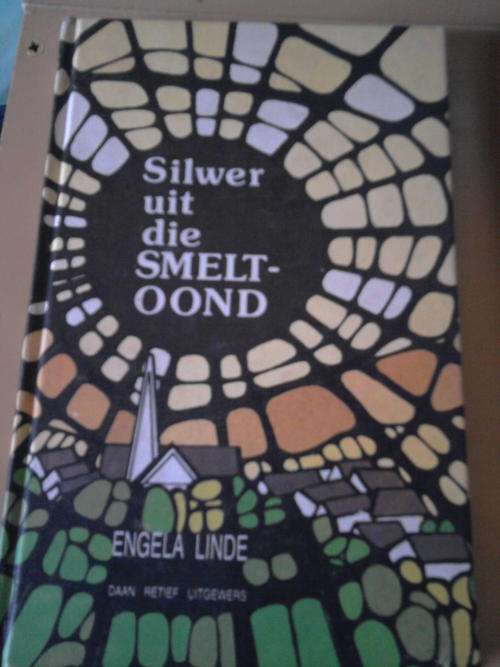 Silwer
uit
die
SMELT-
OOND
ENGELA LINDE
DAAN RETIEF UITGEWERS